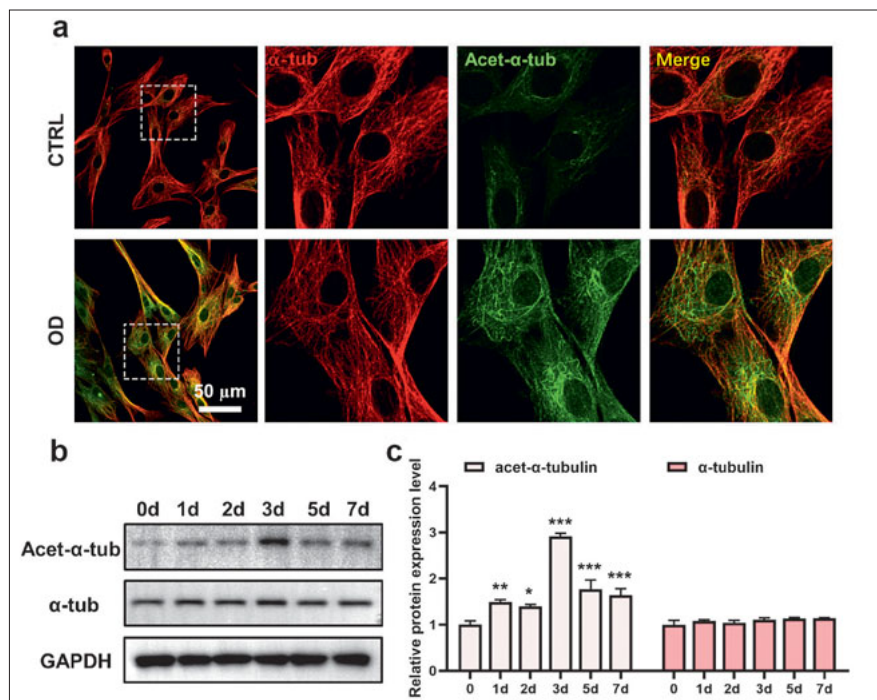 a
α-tub Acet-α-tub Merge
CTRL
OD
50 μm
b
0d 1d 2d 3d 5d 7d
Acet-α-tub
α-tub
GAPDH
c
acet-α-tubulin α-tubulin
Relative protein expression level
4
3
2
1
0
** * *** *** ***
0 1d 2d 3d 5d 7d 0 1d 2d 3d 5d 7d